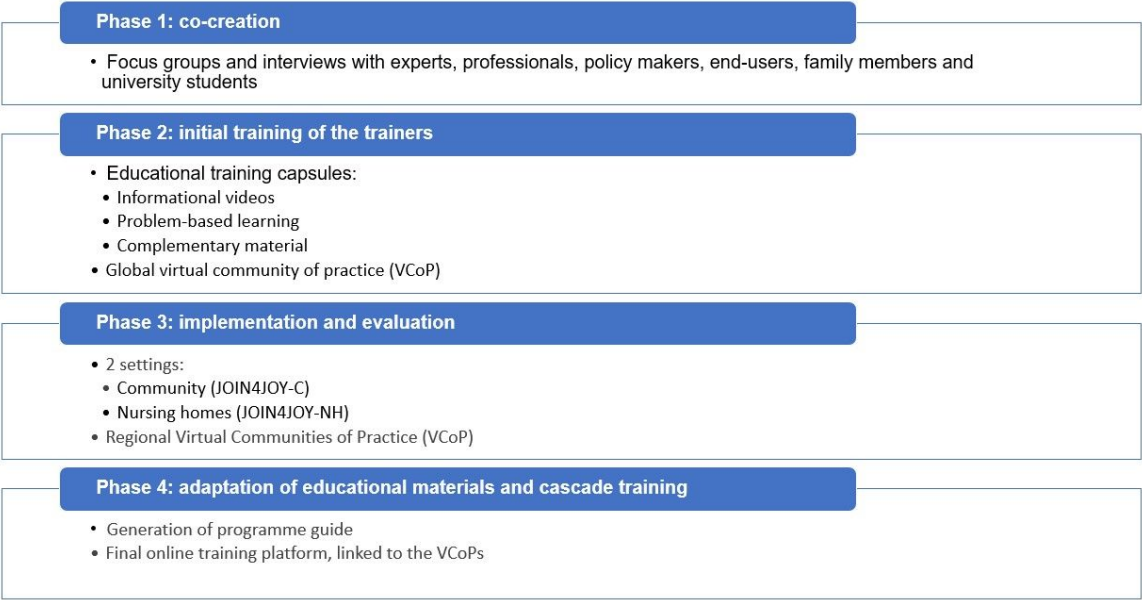 Phase 1: co-creation
• Focus groups and interviews with experts, professionals, policy makers, end-users, family members and
university students
Phase 2: initial training of the trainers
• Educational training capsules:
• Informational videos
• Problem-based learning
• Complementary material
• Global virtual community of practice (VCoP)
Phase 3: implementation and evaluation
• 2 settings:
• Community (JOIN4JOY-C)
• Nursing homes (JOIN4JOY-NH)
• Regional Virtual Communities of Practice (VCoP)
Phase 4: adaptation of educational materials and cascade training
• Generation of programme guide
• Final online training platform, linked to the VCoPs